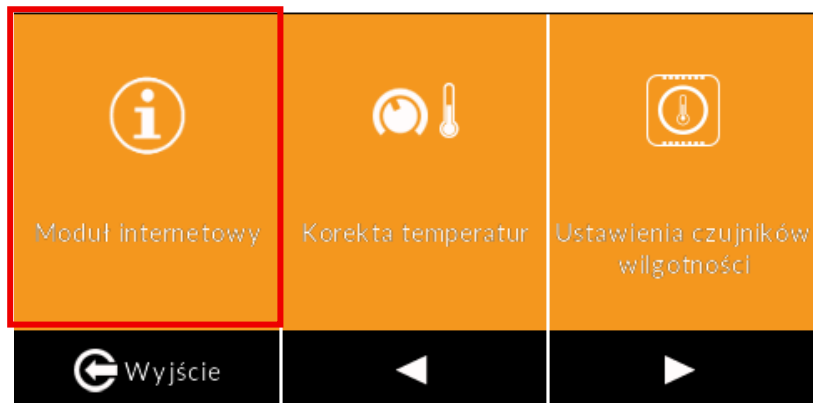 Moduł internetowy
Korekta temperatur
Ustawienia czujników
wilgotności
Wyjście